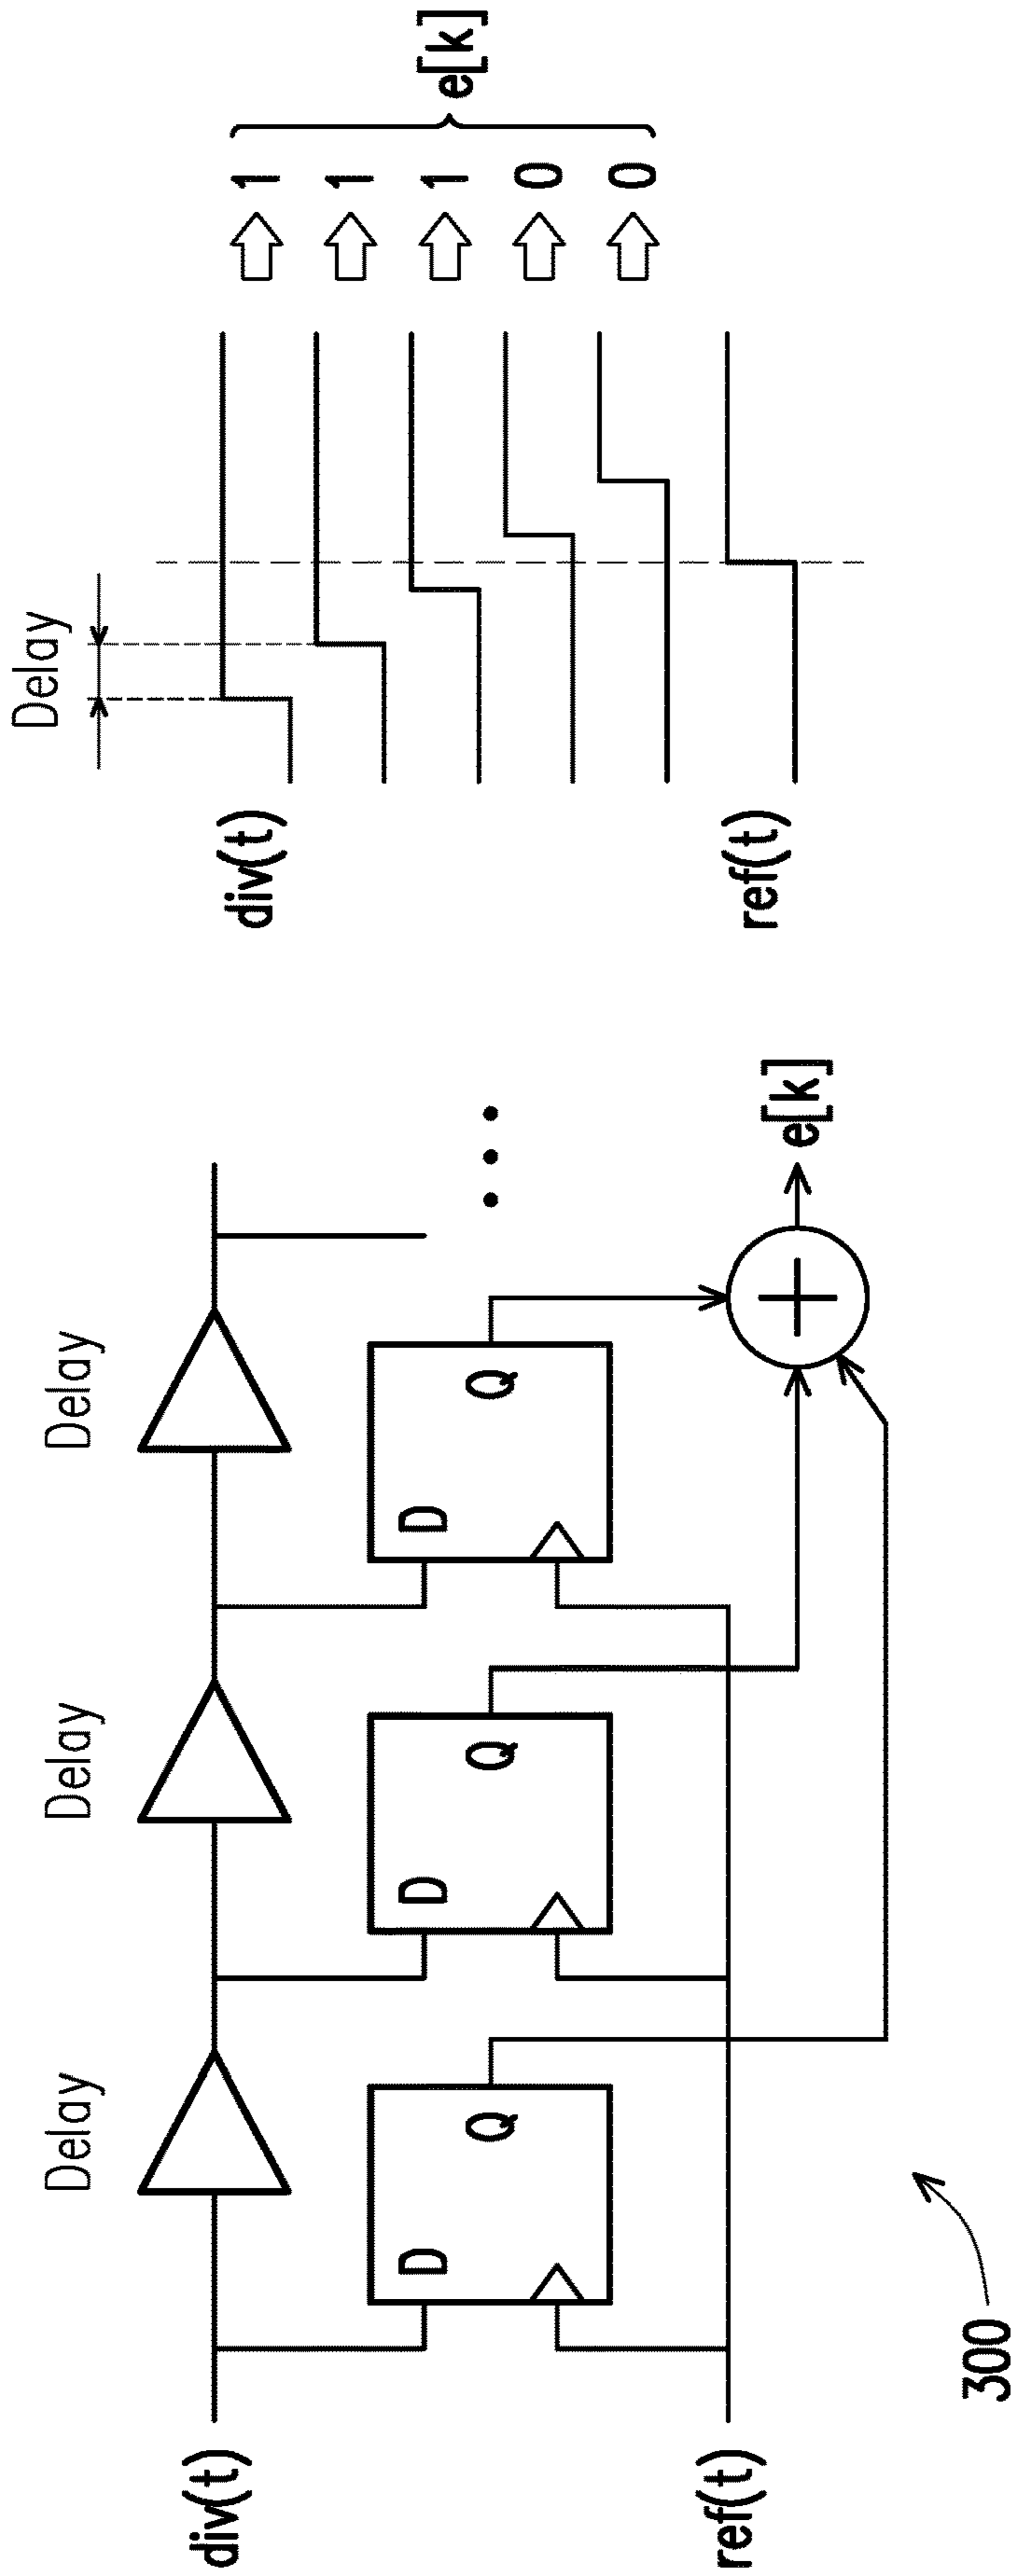 Delay
Delay
Delay
div(t)
D
Q
D
Q
D
Q
ref(t)
e[k]
300
Delay
div(t)
1
1
1
0
0
e[k]
ref(t)